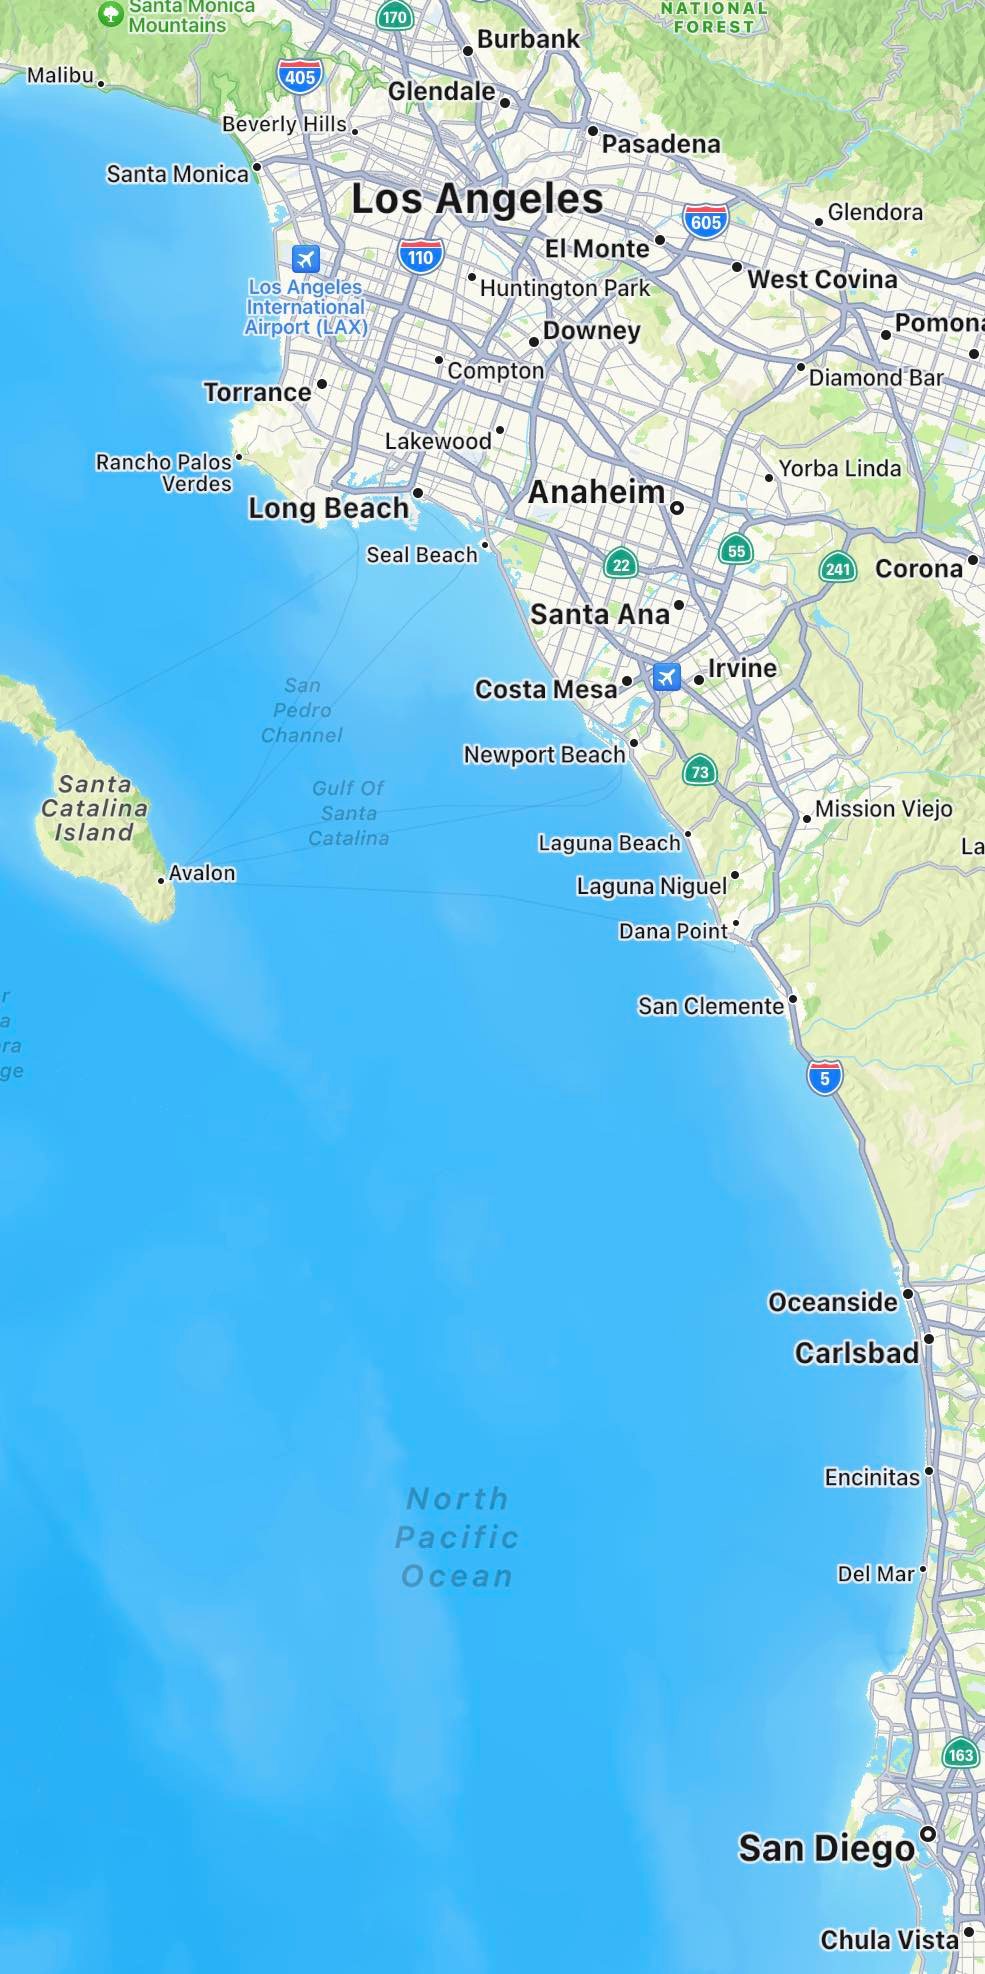 Santa Monica
Mountains
170
NATIONAL
FOREST
Burbank
Malibu
405
Glendale
Beverly Hills
Pasadena
Santa Monica
Los Angeles
605
Glendora
110
El Monte
West Covina
Los Angeles
International
Airport (LAX)
Huntington Park
Downey
Pomona
Compton
Diamond Bar
Torrance
Lakewood
Rancho Palos
Verdes
Yorba Linda
Long Beach
Anaheim
Seal Beach
22
55
241
Corona
Santa Ana
Irvine
Costa Mesa
San
Pedro
Channel
Newport Beach
73
Santa
Catalina
Island
Gulf Of
Santa
Catalina
Mission Viejo
Laguna Beach
La
Avalon
Laguna Niguel
Dana Point
San Clemente
5
Oceanside
Carlsbad
Encinitas
North
Pacific
Ocean
Del Mar
163
San Diego
Chula Vista